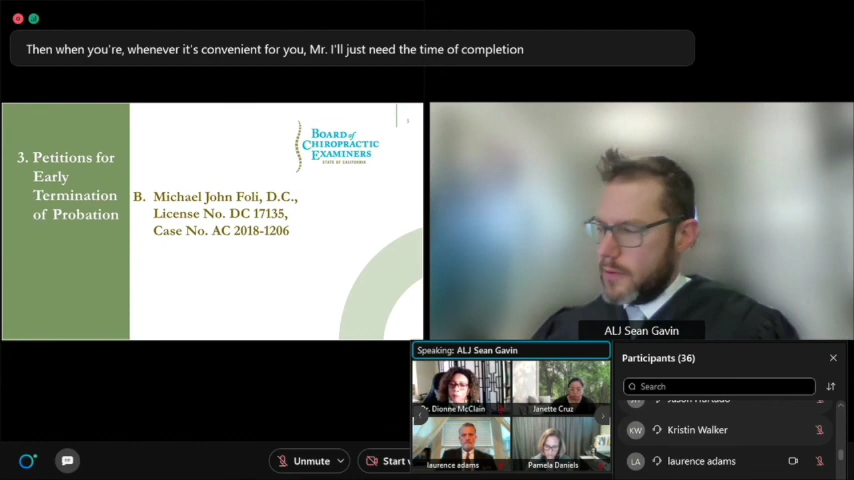 Then when you're, whenever it's convenient for you, Mr. I'll just need the time of completion
3. Petitions for
Early
Termination
of Probation
BOARD of
CHIROPRACTIC
EXAMINERS
STATE OF CALIFORNIA
B. Michael John Foli, D.C.,
License No. DC 17135,
Case No. AC 2018-1206
ALJ Sean Gavin
Speaking: ALJ Sean Gavin
Dr. Dionne McClain
Janette Cruz
laurence adams
Pamela Daniels
Participants (36)
Search
Jason Hurtado
KW Kristin Walker
LA laurence adams
Unmute
Start